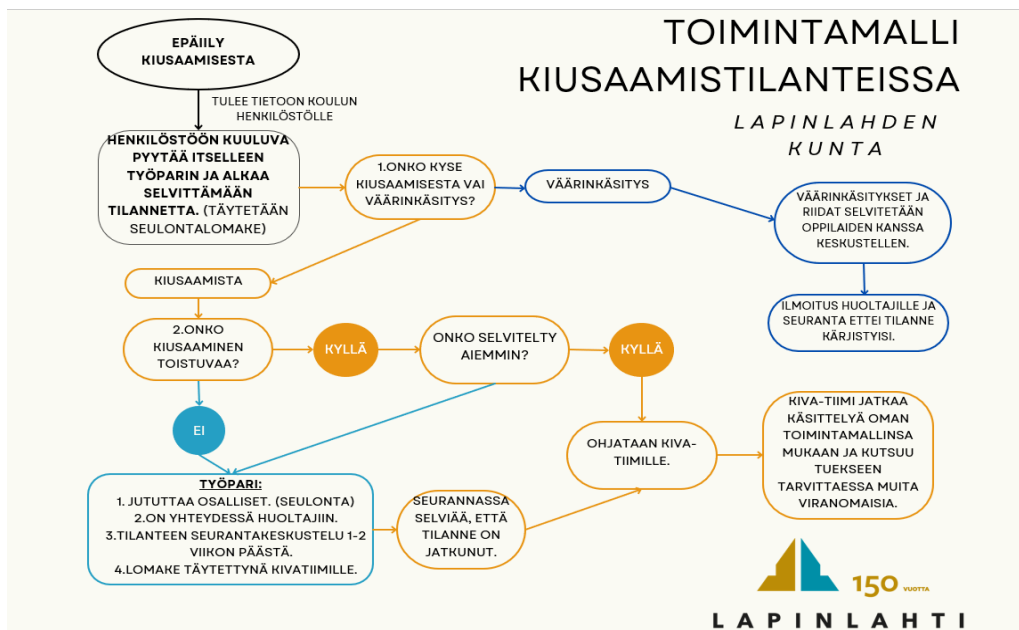 TOIMINTAMALLI
KIUSAAMISTILANTEISSA
LAPINLAHDEN
KUNTA
EPÄILY
KIUSAAMISESTA
TULEE TIETOON KOULUN
HENKILÖSTÖLLE
HENKILÖSTÖÖN KUULUVA
PYYTÄÄ ITSELLEEN
TYÖPARIN JA ALKAA
SELVITTÄMÄÄN
TILANNETTA. (TÄYTETÄÄN
SEULONTALOMAKE)
1.ONKO KYSE
KIUSAAMISESTA VAI
VÄÄRINKÄSITYS?
VÄÄRINKÄSITYS
VÄÄRINKÄSITYKSET JA
RIIDAT SELVITETÄÄN
OPPILAIDEN KANSSA
KESKUSTELLEN.
ILMOITUS HUOLTAJILLE JA
SEURANTA ETTEI TILANNE
KÄRJISTYISI.
KIUSAAMISTA
2.ONKO
KIUSAAMINEN
TOISTUVAA?
KYLLÄ
ONKO SELVITELTY
AIEMMIN?
KYLLÄ
EI
OHJATAAN KIVA-
TIIMILLE.
KIVA-TIIMI JATKAA
KÄSITTELYÄ OMAN
TOIMINTAMALLINSA
MUKAAN JA KUTSUU
TUEKSEEN
TARVITTAESSA MUITA
VIRANOMAISIA.
TYÖPARI:
1. JUTUTTAA OSALLISET. (SEULONTA)
2.ON YHTEYDESSÄ HUOLTAJIIN.
3.TILANTEEN SEURANTAKESKUSTELU 1-2
VIIKON PÄÄSTÄ.
4.LOMAKE TÄYTETTYNÄ KIVATIIMILLE.
SEURANNASSA
SELVIÄÄ, ETTÄ
TILANNE ON
JATKUNUT.
150 VUOTTA
LAPINLAHTI